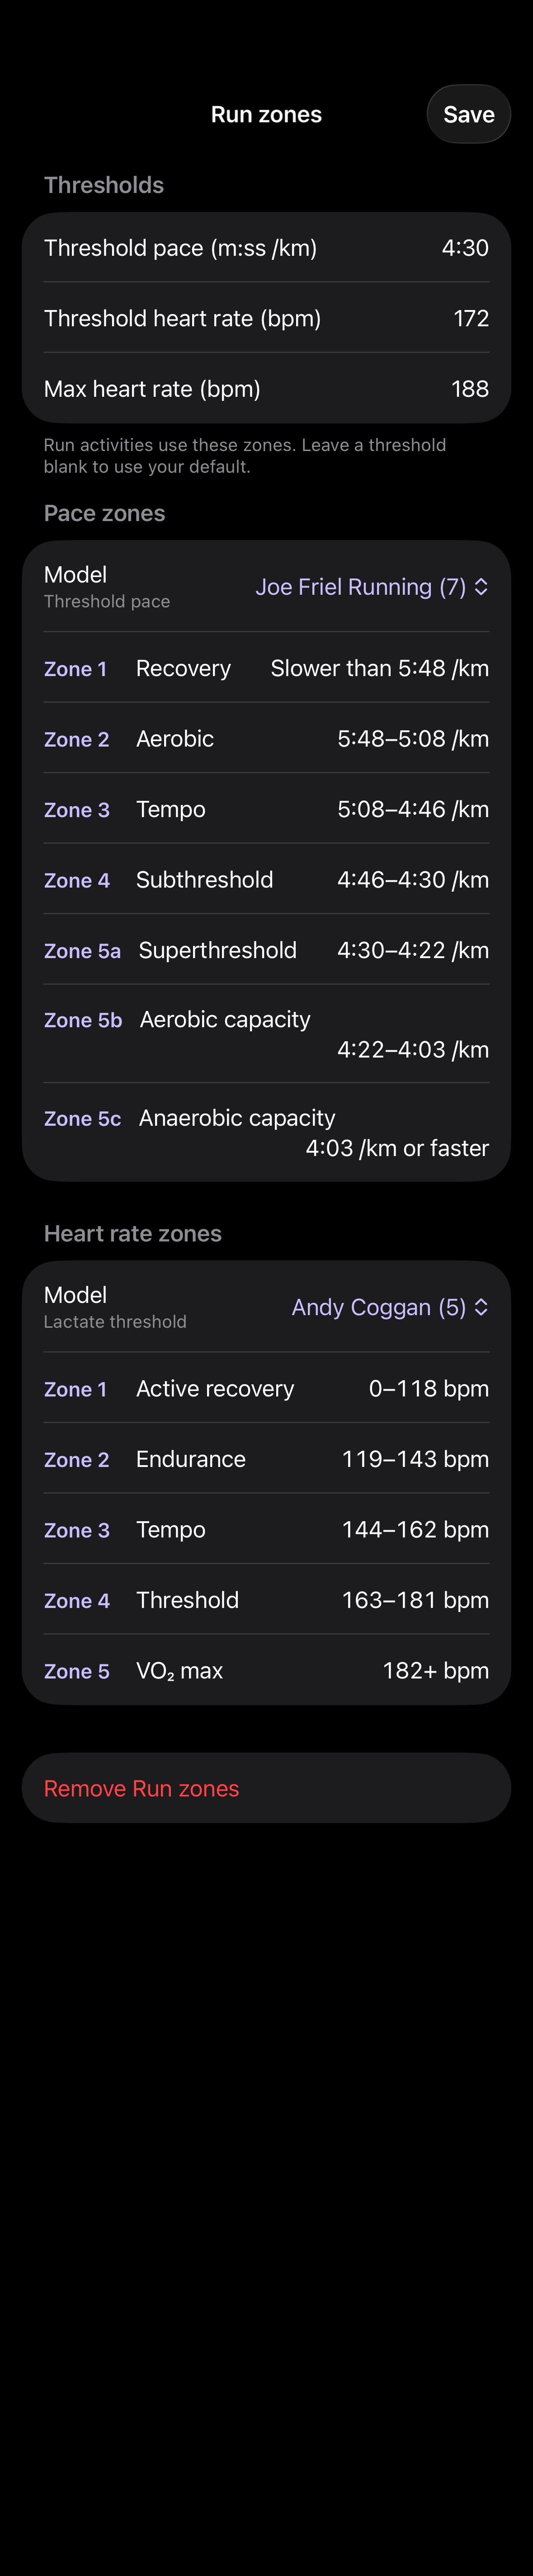 Run zones
Save
Thresholds
Threshold pace (m:ss /km) 4:30
Threshold heart rate (bpm) 172
Max heart rate (bpm) 188
Run activities use these zones. Leave a threshold
blank to use your default.
Pace zones
Model
Threshold pace
Joe Friel Running (7)
Zone 1 Recovery Slower than 5:48 /km
Zone 2 Aerobic 5:48–5:08 /km
Zone 3 Tempo 5:08–4:46 /km
Zone 4 Subthreshold 4:46–4:30 /km
Zone 5a Superthreshold 4:30–4:22 /km
Zone 5b Aerobic capacity
4:22–4:03 /km
Zone 5c Anaerobic capacity
4:03 /km or faster
Heart rate zones
Model
Lactate threshold
Andy Coggan (5)
Zone 1 Active recovery 0–118 bpm
Zone 2 Endurance 119–143 bpm
Zone 3 Tempo 144–162 bpm
Zone 4 Threshold 163–181 bpm
Zone 5 VO₂ max 182+ bpm
Remove Run zones